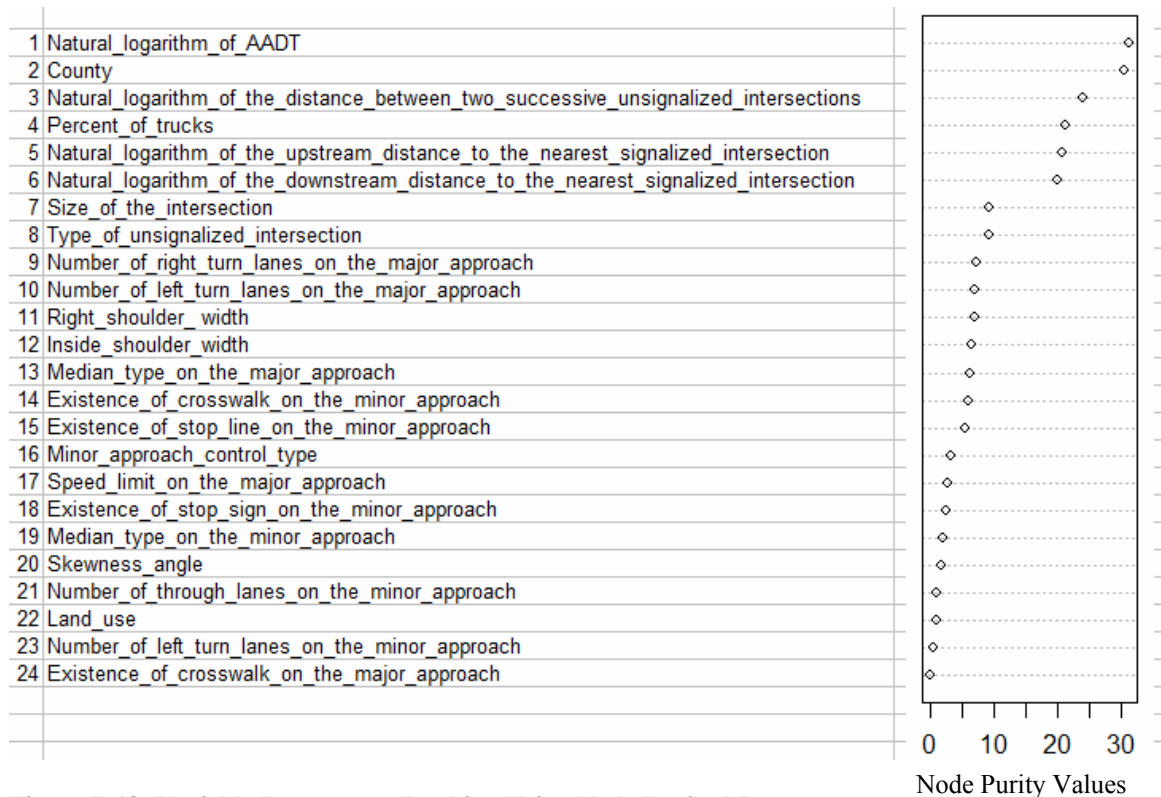 1 Natural_logarithm_of_AADT
2 County
3 Natural_logarithm_of_the_distance_between_two_successive_unsignalized_intersections
4 Percent_of_trucks
5 Natural_logarithm_of_the_upstream_distance_to_the_nearest_signalized_intersection
6 Natural_logarithm_of_the_downstream_distance_to_the_nearest_signalized_intersection
7 Size_of_the_intersection
8 Type_of_unsignalized_intersection
9 Number_of_right_turn_lanes_on_the_major_approach
10 Number_of_left_turn_lanes_on_the_major_approach
11 Right_shoulder_ width
12 Inside_shoulder_width
13 Median_type_on_the_major_approach
14 Existence_of_crosswalk_on_the_minor_approach
15 Existence_of_stop_line_on_the_minor_approach
16 Minor_approach_control_type
17 Speed_limit_on_the_major_approach
18 Existence_of_stop_sign_on_the_minor_approach
19 Median_type_on_the_minor_approach
20 Skewness_angle
21 Number_of_through_lanes_on_the_minor_approach
22 Land_use
23 Number_of_left_turn_lanes_on_the_minor_approach
24 Existence_of_crosswalk_on_the_major_approach
0 10 20 30
Node Purity Values